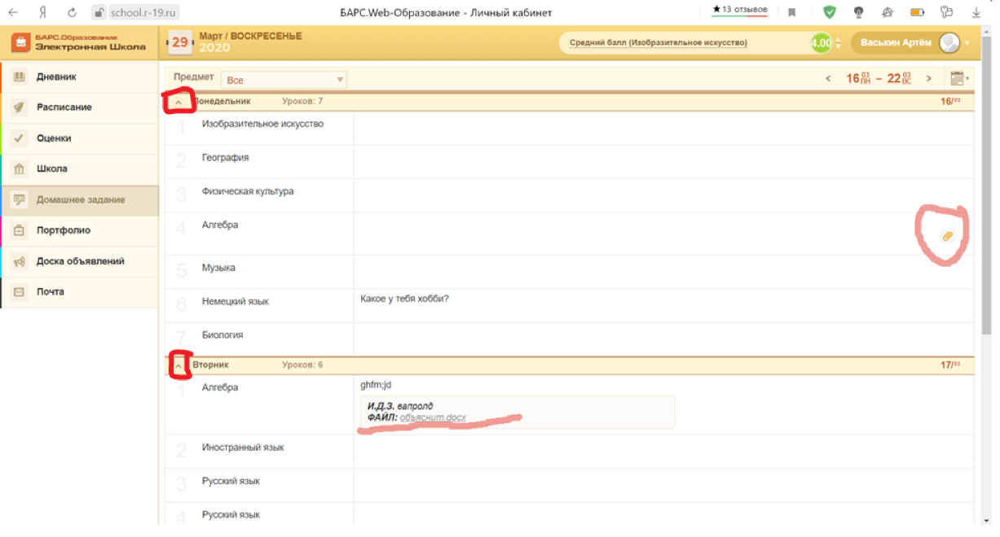 school.r-19.ru
БАРС.Web-Образование - Личный кабинет
★ 13 отзывов
БАРС.Образование
Электронная Школа
29
Март / ВОСКРЕСЕНЬЕ
2020
Средний балл (Изобразительное искусство)
4.00
Васькин Артём
Дневник
Расписание
Оценки
Школа
Домашнее задание
Портфолио
Доска объявлений
Почта
Предмет Все
< 16 03 ПН – 22 03 ВС >
Понедельник Уроков: 7 16/03
1 Изобразительное искусство
2 География
3 Физическая культура
4 Алгебра
5 Музыка
6 Немецкий язык Какое у тебя хобби?
7 Биология
Вторник Уроков: 6 17/03
1 Алгебра ghfm;jd
И.Д.З. вапролд
ФАЙЛ: объяснит.docx
2 Иностранный язык
3 Русский язык
4 Русский язык